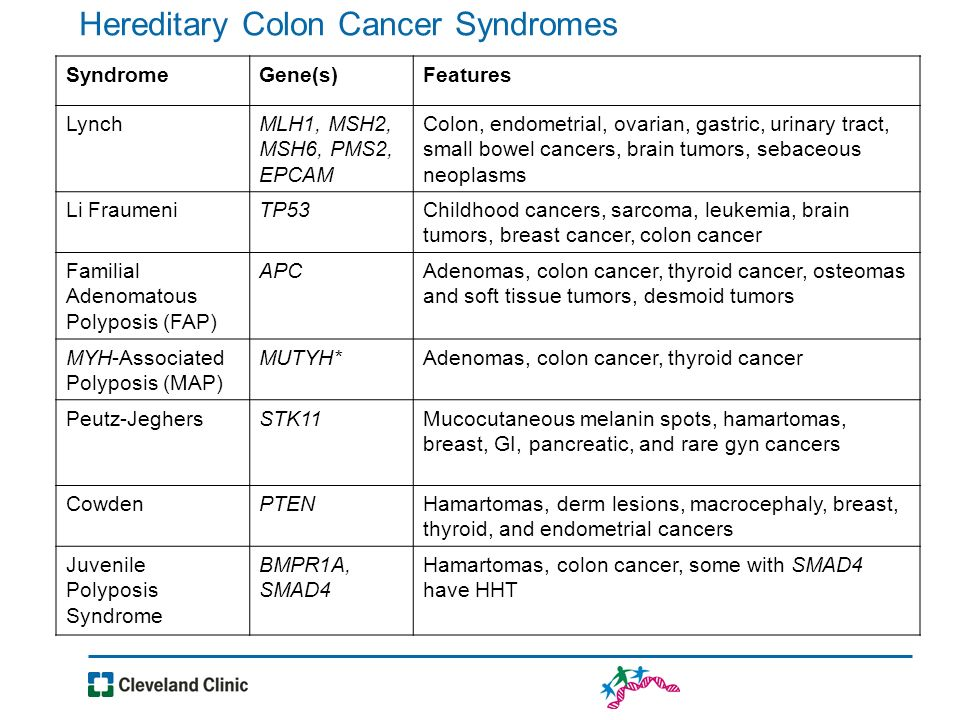 Hereditary Colon Cancer Syndromes
Syndrome
Gene(s)
Features
Lynch
MLH1, MSH2,
MSH6, PMS2,
EPCAM
Colon, endometrial, ovarian, gastric, urinary tract,
small bowel cancers, brain tumors, sebaceous
neoplasms
Li Fraumeni
TP53
Childhood cancers, sarcoma, leukemia, brain
tumors, breast cancer, colon cancer
Familial
Adenomatous
Polyposis (FAP)
APC
Adenomas, colon cancer, thyroid cancer, osteomas
and soft tissue tumors, desmoid tumors
MYH-Associated
Polyposis (MAP)
MUTYH*
Adenomas, colon cancer, thyroid cancer
Peutz-Jeghers
STK11
Mucocutaneous melanin spots, hamartomas,
breast, GI, pancreatic, and rare gyn cancers
Cowden
PTEN
Hamartomas, derm lesions, macrocephaly, breast,
thyroid, and endometrial cancers
Juvenile
Polyposis
Syndrome
BMPR1A,
SMAD4
Hamartomas, colon cancer, some with SMAD4
have HHT
Cleveland Clinic